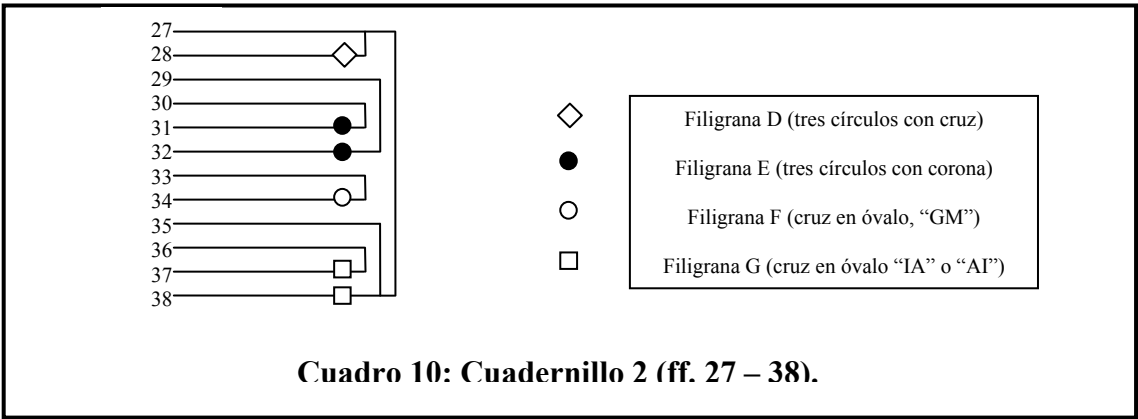 27
28
29
30
31
32
33
34
35
36
37
38
Filigrana D (tres círculos con cruz)
Filigrana E (tres círculos con corona)
Filigrana F (cruz en óvalo, “GM”)
Filigrana G (cruz en óvalo “IA” o “AI”)
Cuadro 10: Cuadernillo 2 (ff. 27 – 38).